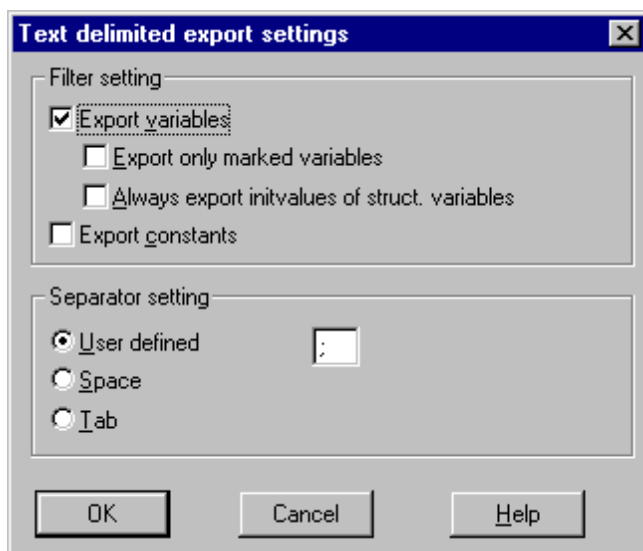 Text delimited export settings
Filter setting
Export variables
Export only marked variables
Always export initvalues of struct. variables
Export constants
Separator setting
User defined ;
Space
Tab
OK Cancel Help